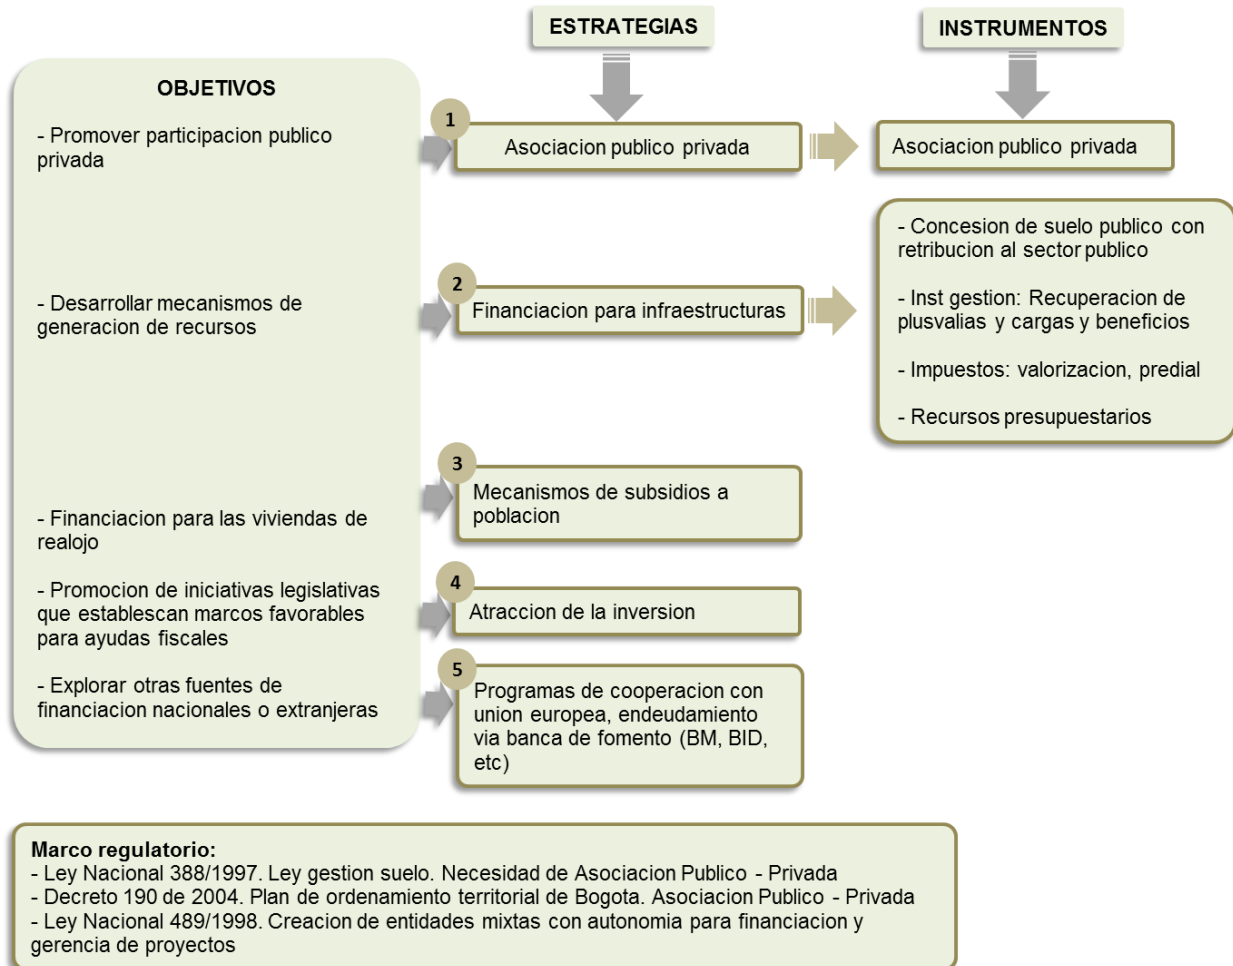 ESTRATEGIAS
INSTRUMENTOS
OBJETIVOS
- Promover participacion publico
privada
- Desarrollar mecanismos de
generacion de recursos
- Financiacion para las viviendas de
realojo
- Promocion de iniciativas legislativas
que establescan marcos favorables
para ayudas fiscales
- Explorar otras fuentes de
financiacion nacionales o extranjeras
1
Asociacion publico privada
2
Financiacion para infraestructuras
3
Mecanismos de subsidios a
poblacion
4
Atraccion de la inversion
5
Programas de cooperacion con
union europea, endeudamiento
via banca de fomento (BM, BID,
etc)
Asociacion publico privada
- Concesion de suelo publico con
retribucion al sector publico
- Inst gestion: Recuperacion de
plusvalias y cargas y beneficios
- Impuestos: valorizacion, predial
- Recursos presupuestarios
Marco regulatorio:
- Ley Nacional 388/1997. Ley gestion suelo. Necesidad de Asociacion Publico - Privada
- Decreto 190 de 2004. Plan de ordenamiento territorial de Bogota. Asociacion Publico - Privada
- Ley Nacional 489/1998. Creacion de entidades mixtas con autonomia para financiacion y
gerencia de proyectos